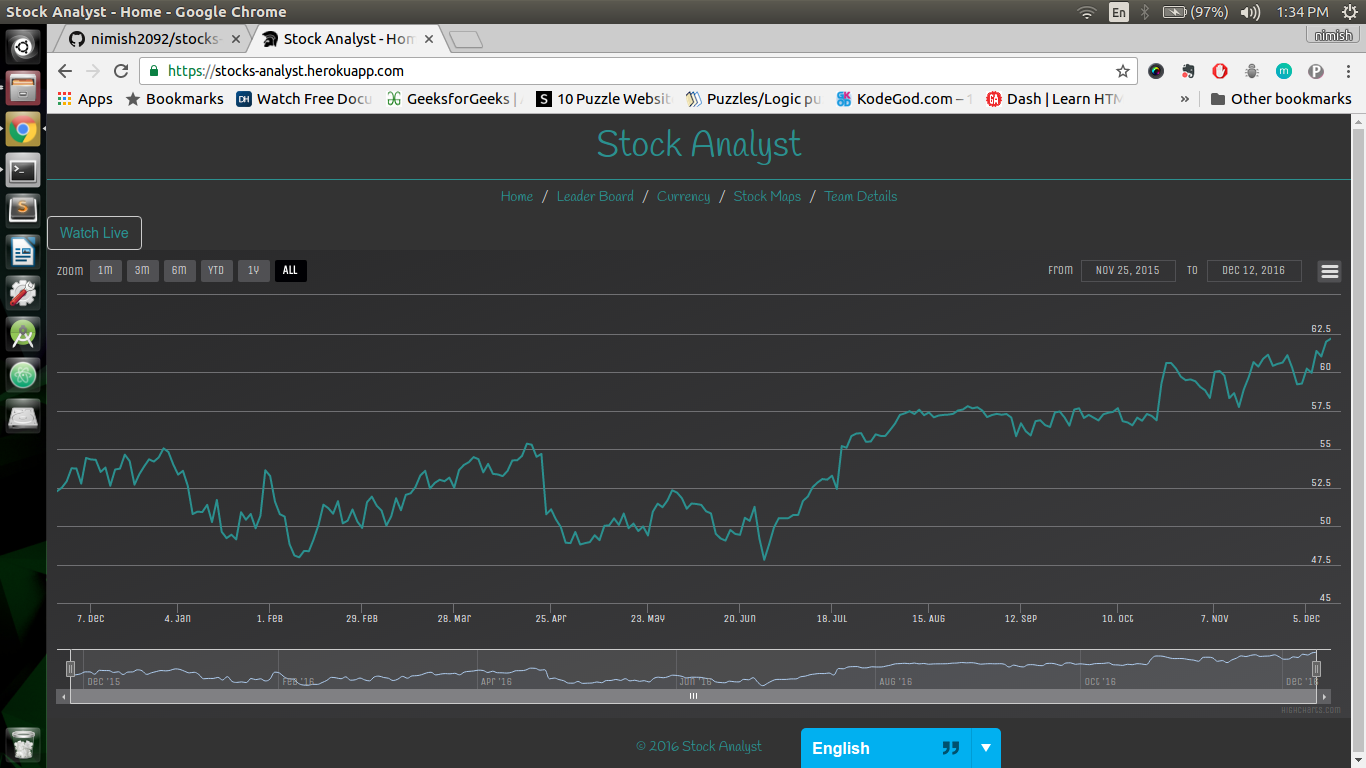 Stock Analyst - Home - Google Chrome
En (97%) 1:34 PM
nimish2092/stocks-
Stock Analyst - Hom
nimish
https://stocks-analyst.herokuapp.com
Apps Bookmarks Watch Free Docu GeeksforGeeks | 10 Puzzle Websit Puzzles/Logic pu KodeGod.com – 1 Dash | Learn HTM » Other bookmarks
Stock Analyst
Home / Leader Board / Currency / Stock Maps / Team Details
Watch Live
Zoom 1m 3m 6m YTD 1y All From Nov 25, 2015 To Dec 12, 2016
62.5
60
57.5
55
52.5
50
47.5
45
7. Dec 4. Jan 1. Feb 29. Feb 28. Mar 25. Apr 23. May 20. Jun 18. Jul 15. Aug 12. Sep 10. Oct 7. Nov 5. Dec
Dec '15 Feb '16 Apr '16 Jun '16 Aug '16 Oct '16 Dec '16
Highcharts.com
© 2016 Stock Analyst
English